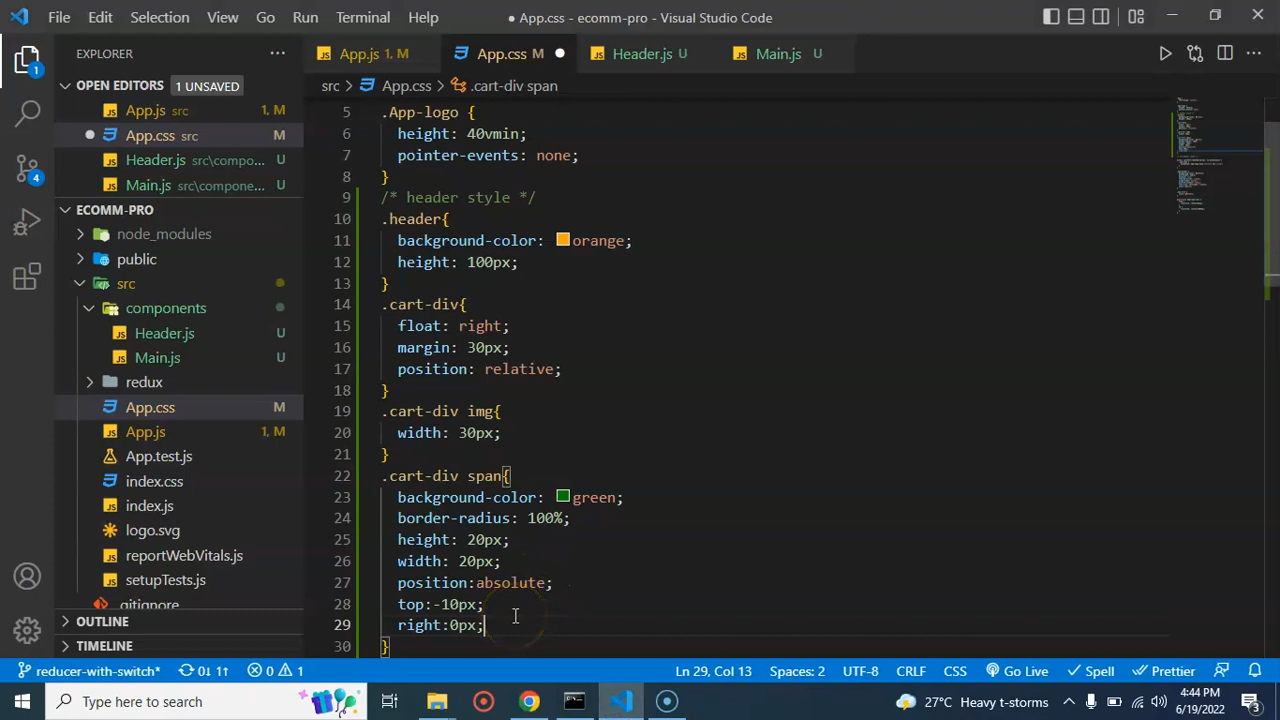 File Edit Selection View Go Run Terminal Help
● App.css - ecomm-pro - Visual Studio Code
EXPLORER ···
App.js 1, M
App.css M ●
Header.js U
Main.js U
OPEN EDITORS 1 UNSAVED
src > App.css > .cart-div span
App.js src 1, M
● App.css src M
Header.js src\compo... U
Main.js src\compone... U
ECOMM-PRO
node_modules
public
src
components
Header.js U
Main.js U
redux
App.css M
App.js 1, M
App.test.js
index.css
index.js
logo.svg
reportWebVitals.js
setupTests.js
.gitignore
OUTLINE
TIMELINE
1
4
5 .App-logo {
6 height: 40vmin;
7 pointer-events: none;
8 }
9 /* header style */
10 .header{
11 background-color: orange;
12 height: 100px;
13 }
14 .cart-div{
15 float: right;
16 margin: 30px;
17 position: relative;
18 }
19 .cart-div img{
20 width: 30px;
21 }
22 .cart-div span{
23 background-color: green;
24 border-radius: 100%;
25 height: 20px;
26 width: 20px;
27 position:absolute;
28 top:-10px;
29 right:0px;
30 }
reducer-with-switch* 0↓ 1↑ 0 1 Ln 29, Col 13 Spaces: 2 UTF-8 CRLF CSS Go Live Spell Prettier
Type here to search
27°C Heavy t-storms
4:44 PM
6/19/2022
3